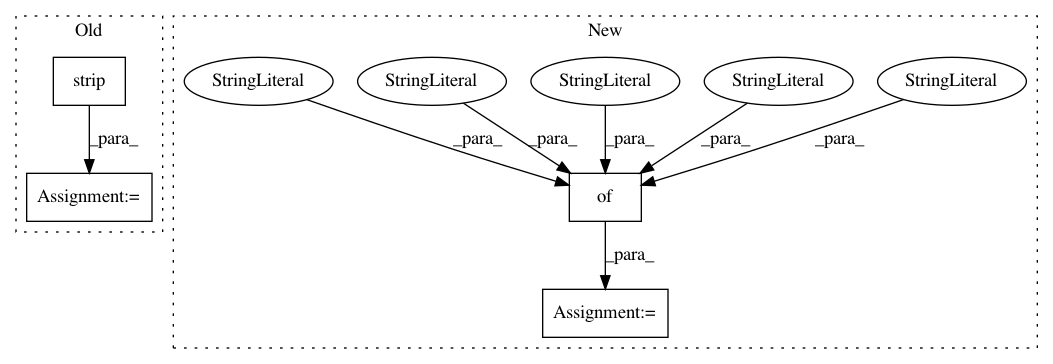 Old
New
strip
StringLiteral
StringLiteral
StringLiteral
StringLiteral
StringLiteral
_para_
_para_
_para_
_para_
_para_
_para_
Assignment:=
of
_para_
Assignment:=